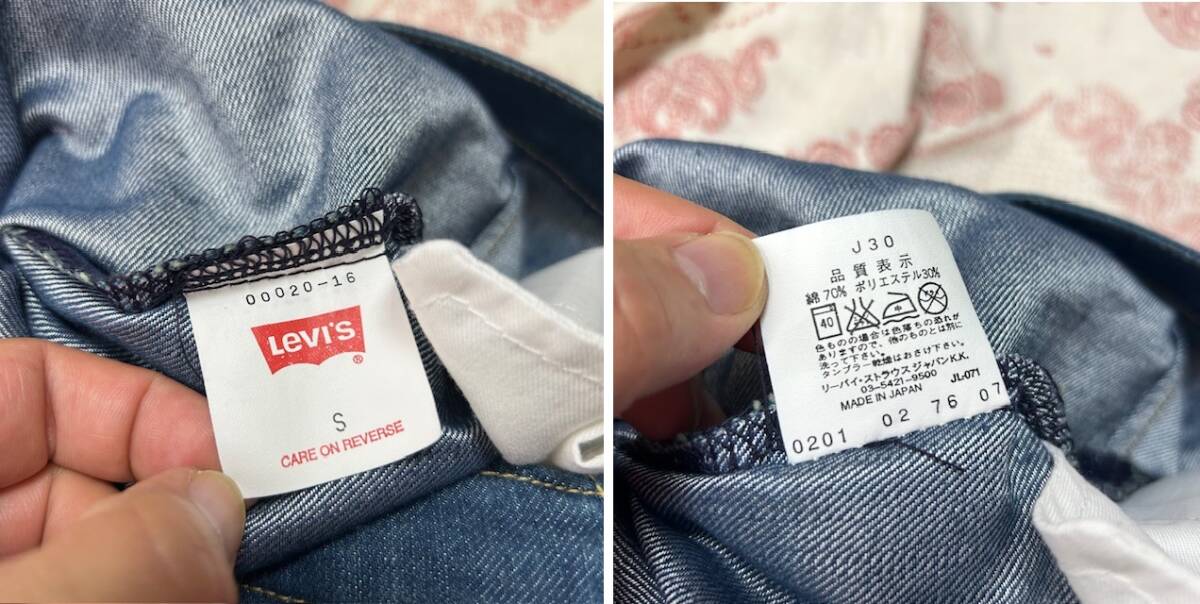 00020-16
LEVI'S
®
S
CARE ON REVERSE
J30
品質表示
綿70% ポリエステル30%
40
色ものの場合は色落ちの恐れが
ありますので、他のものとは別に
洗って下さい。
タンブラー乾燥はおさけ下さい。
リーバイ・ストラウス ジャパンK.K.
03-5421-9500
MADE IN JAPAN JL-071
0201 02 76 07